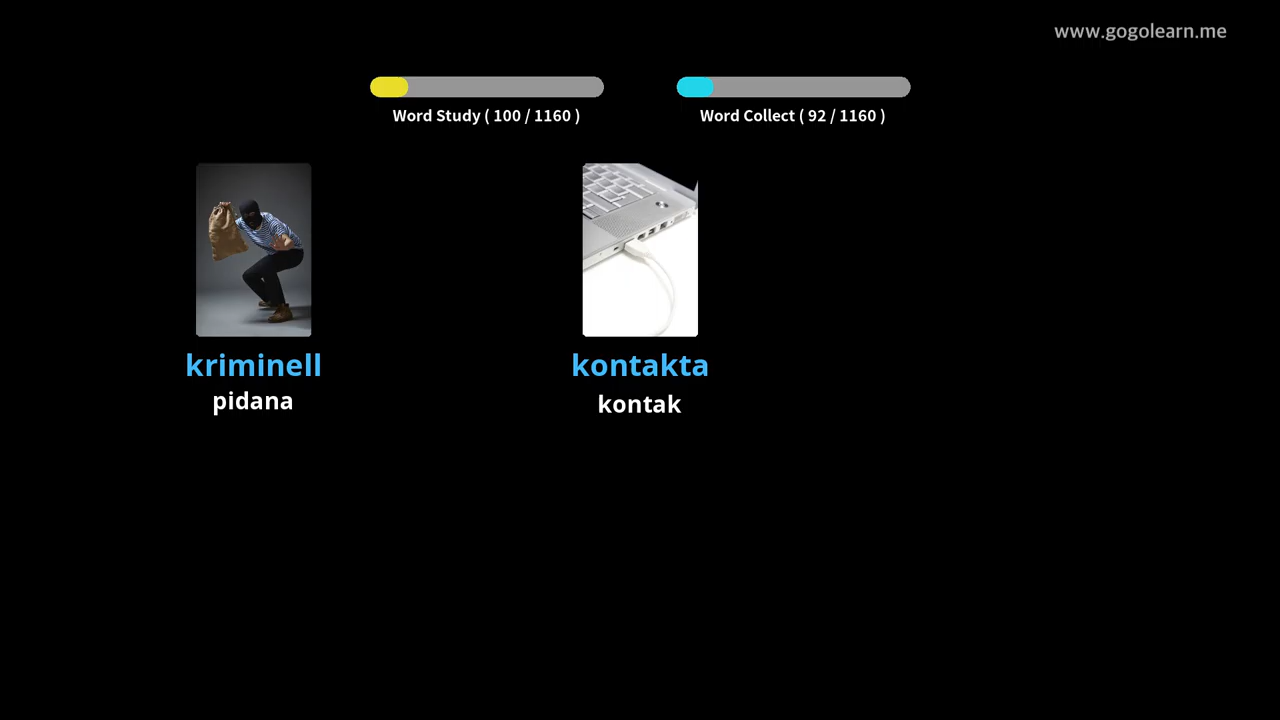 www.gogolearn.me
Word Study ( 100 / 1160 )
Word Collect ( 92 / 1160 )
kriminell
pidana
kontakta
kontak